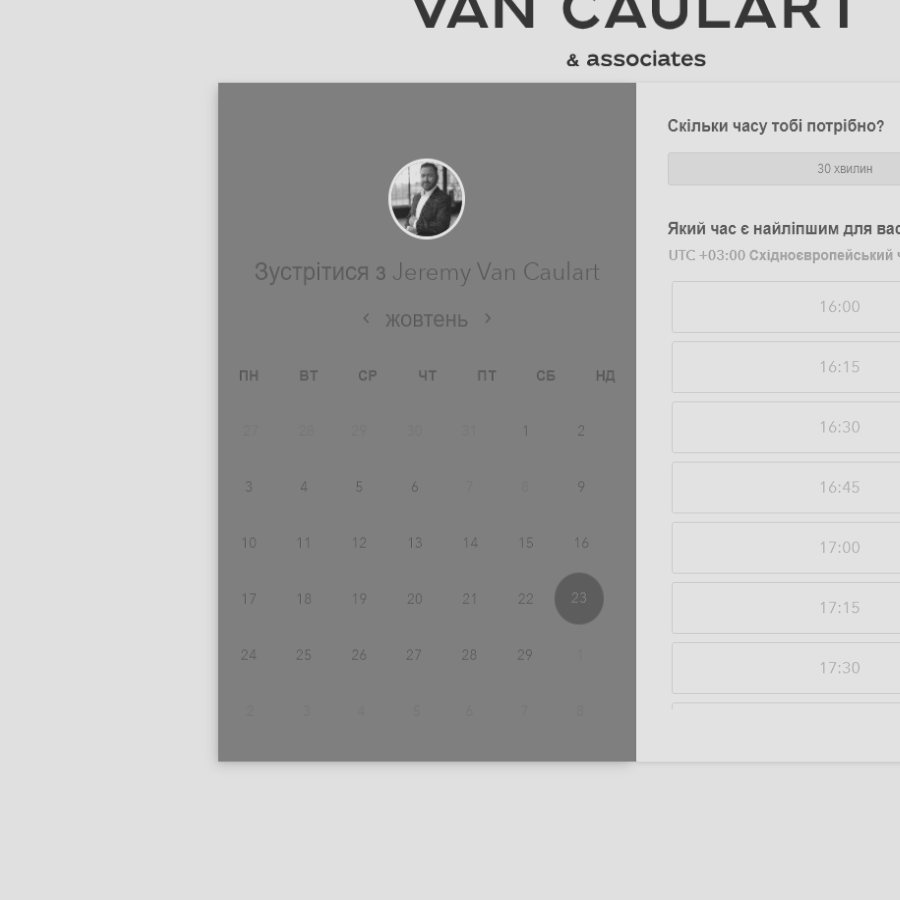 VAN CAULART
& associates
Зустрітися з Jeremy Van Caulart
‹ жовтень ›
ПН ВТ СР ЧТ ПТ СБ НД
27 28 29 30 31 1 2
3 4 5 6 7 8 9
10 11 12 13 14 15 16
17 18 19 20 21 22 23
24 25 26 27 28 29
2 3 4 5 6 7 8
Скільки часу тобі потрібно?
30 хвилин
Який час є найліпшим для вас
UTC +03:00 Східноєвропейський
16:00
16:15
16:30
16:45
17:00
17:15
17:30